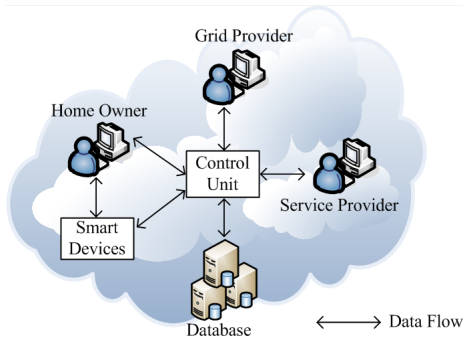 Grid Provider
Home Owner
Control
Unit
Service Provider
Smart
Devices
Database
Data Flow